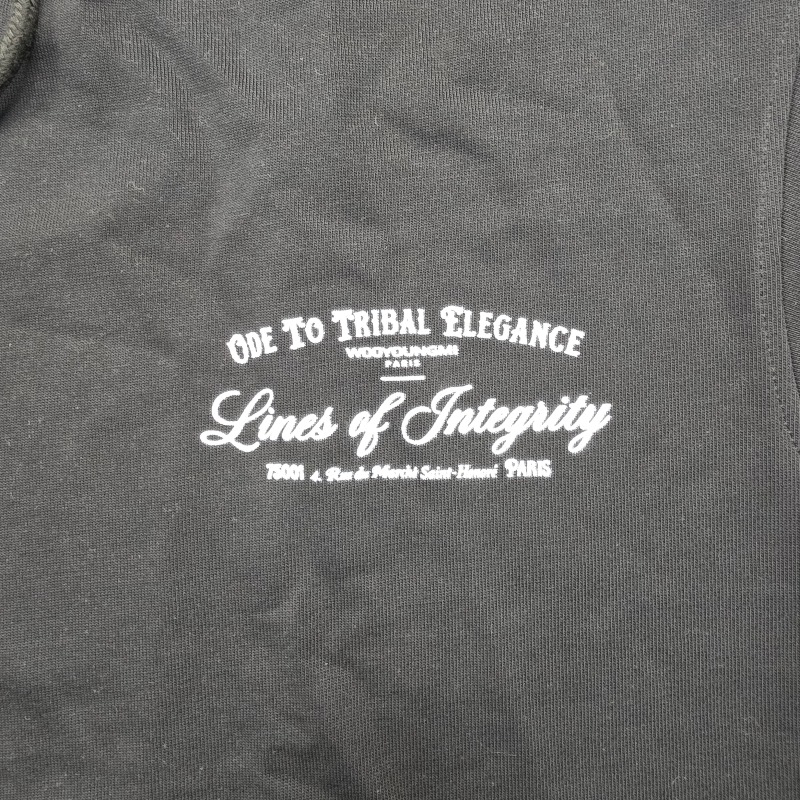 ODE TO TRIBAL ELEGANCE
WOOYOUNGMI
PARIS
Lines of Integrity
75001 4. Rue du Marché Saint-Honoré PARIS